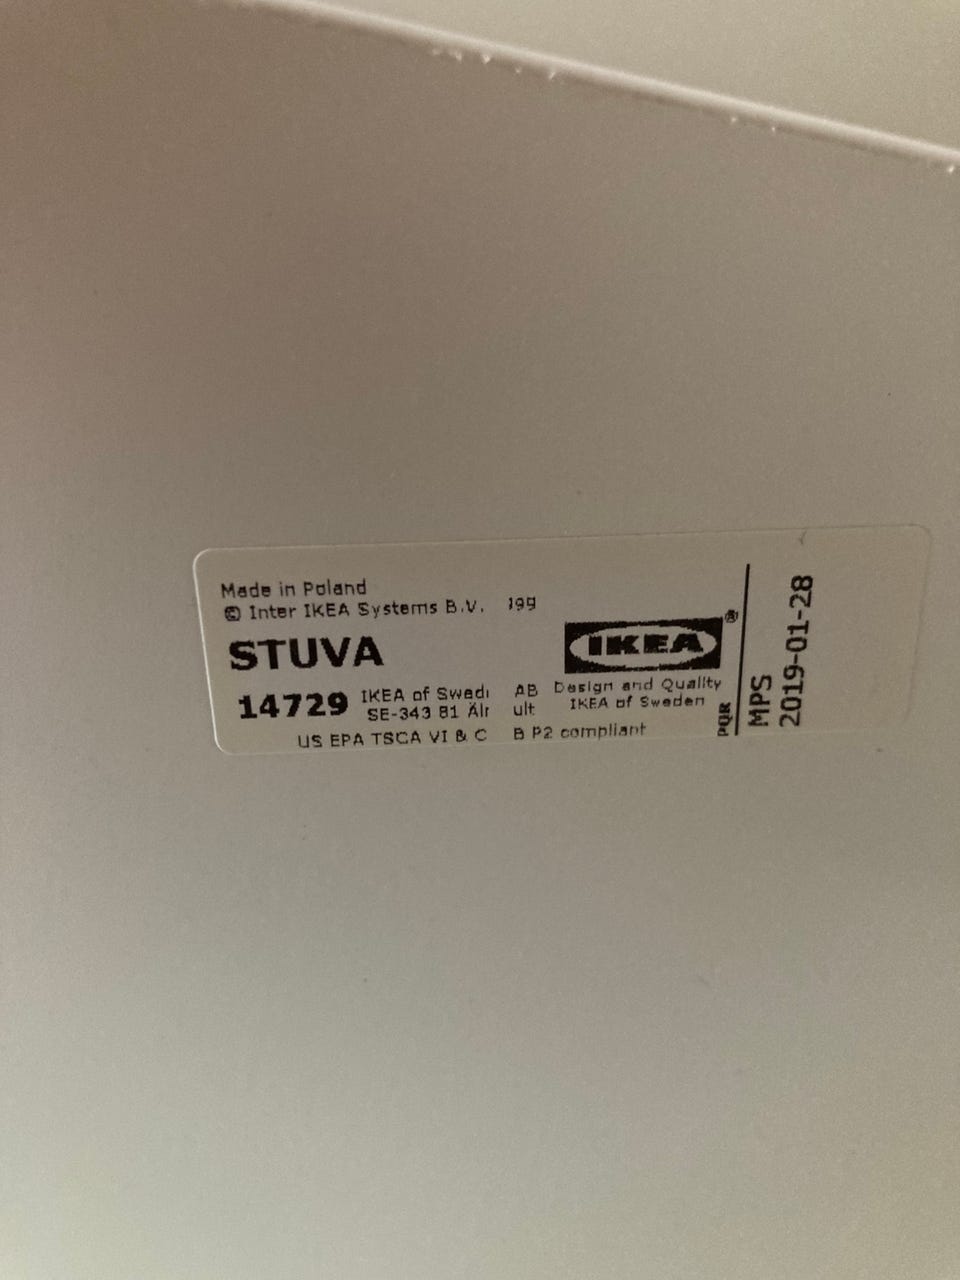 Made in Poland
© Inter IKEA Systems B.V.
STUVA
IKEA®
14729 IKEA of Swed AB
SE-343 81 Äl ult
Design and Quality
IKEA of Sweden
US EPA TSCA VI & C B P2 compliant
PQR
MPS
2019-01-28